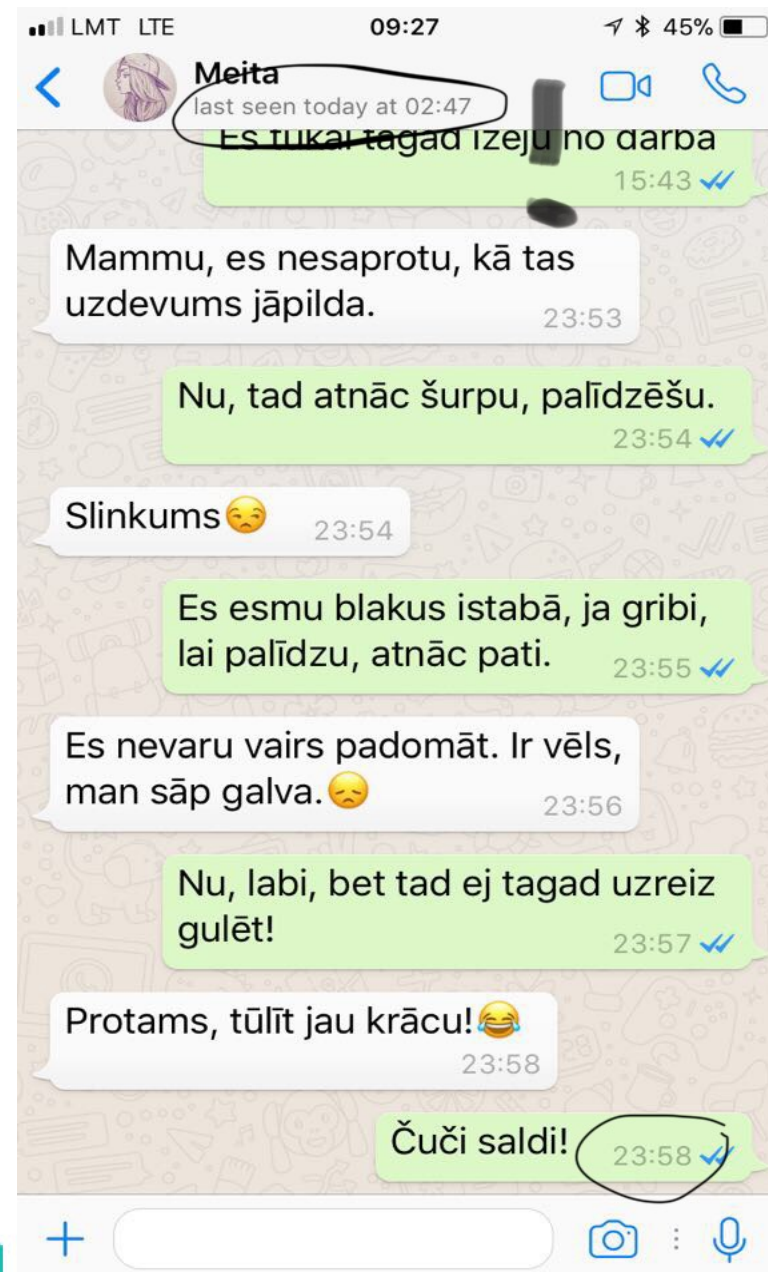 LMT LTE 09:27 45%
Meita
last seen today at 02:47
Es tukai tagad izeju no darba
15:43
Mammu, es nesaprotu, kā tas
uzdevums jāpilda. 23:53
Nu, tad atnāc šurpu, palīdzēšu.
23:54
Slinkums😒 23:54
Es esmu blakus istabā, ja gribi,
lai palīdzu, atnāc pati. 23:55
Es nevaru vairs padomāt. Ir vēls,
man sāp galva.😞 23:56
Nu, labi, bet tad ej tagad uzreiz
gulēt! 23:57
Protams, tūlīt jau krācu!😂
23:58
Čuči saldi! 23:58